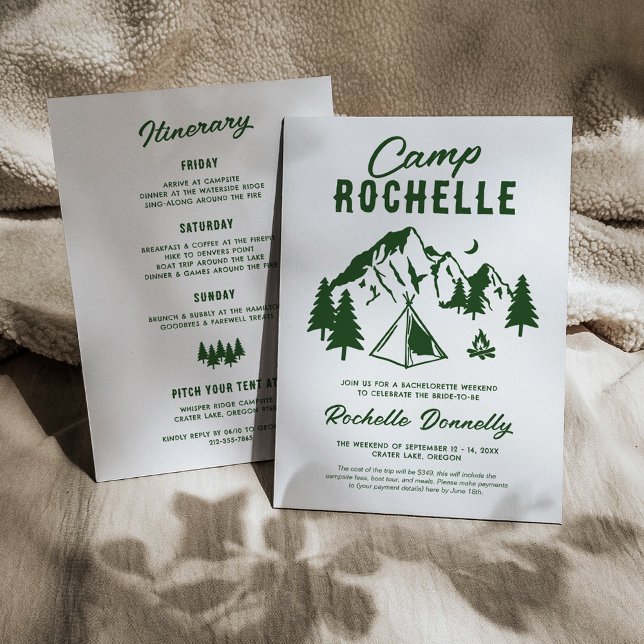 Itinerary
FRIDAY
ARRIVE AT CAMPSITE
DINNER AT THE WATERSIDE RIDGE
SING-ALONG AROUND THE FIRE
SATURDAY
BREAKFAST & COFFEE AT THE FIREPIT
HIKE TO DENVERS POINT
BOAT TRIP AROUND THE LAKE
DINNER & GAMES AROUND THE FIRE
SUNDAY
BRUNCH & BUBBLY AT THE HAMILTON
GOODBYES & FAREWELL TREATS
PITCH YOUR TENT AT
WHISPER RIDGE CAMPSITE
CRATER LAKE, OREGON
KINDLY REPLY BY 06/10 TO
212-555-7865
Camp
ROCHELLE
JOIN US FOR A BACHELORETTE WEEKEND
TO CELEBRATE THE BRIDE-TO-BE
Rochelle Donnelly
THE WEEKEND OF SEPTEMBER 12 - 14, 20XX
CRATER LAKE, OREGON
The cost of the trip will be $349, this will include the
campsite fees, boat tour, and meals. Please make payments
to {your payment details} here by June 16th.